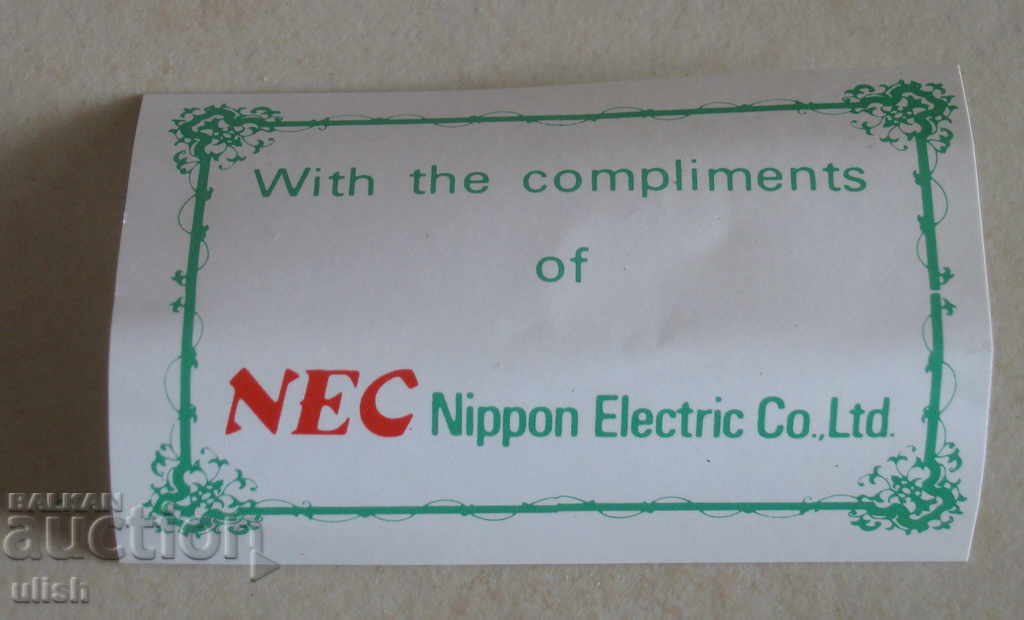 With the compliments
of
NEC Nippon Electric Co.,Ltd.
BALKAN
auction
ulish